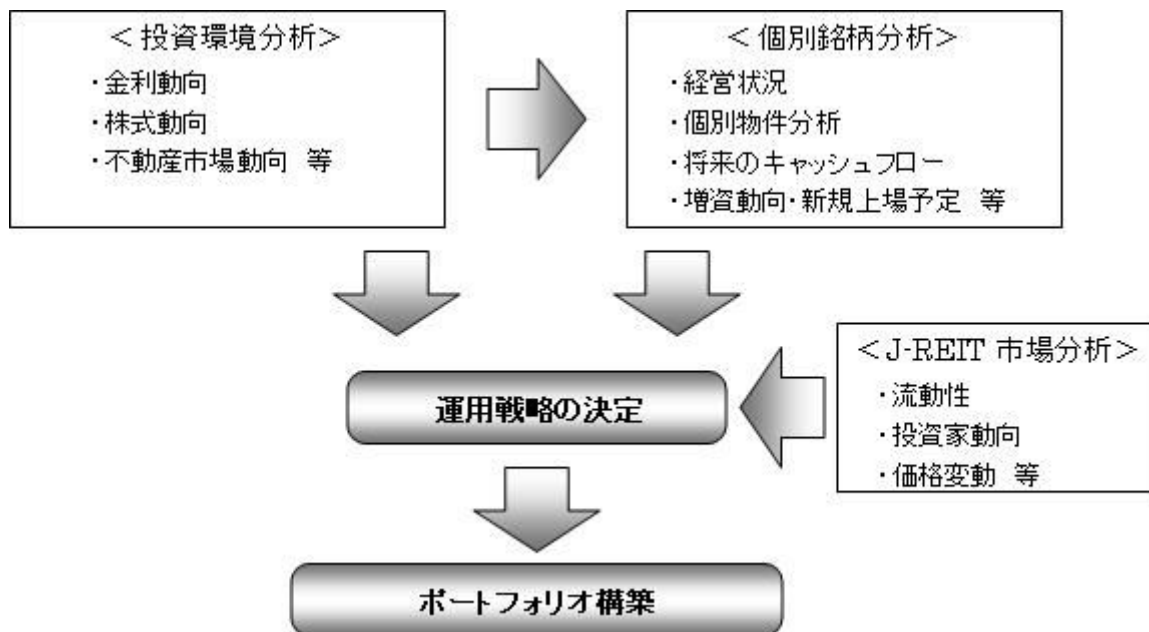 ＜投資環境分析＞
・金利動向
・株式動向
・不動産市場動向 等
＜個別銘柄分析＞
・経営状況
・個別物件分析
・将来のキャッシュフロー
・増資動向・新規上場予定 等
＜J-REIT 市場分析＞
・流動性
・投資家動向
・価格変動 等
運用戦略の決定
ポートフォリオ構築